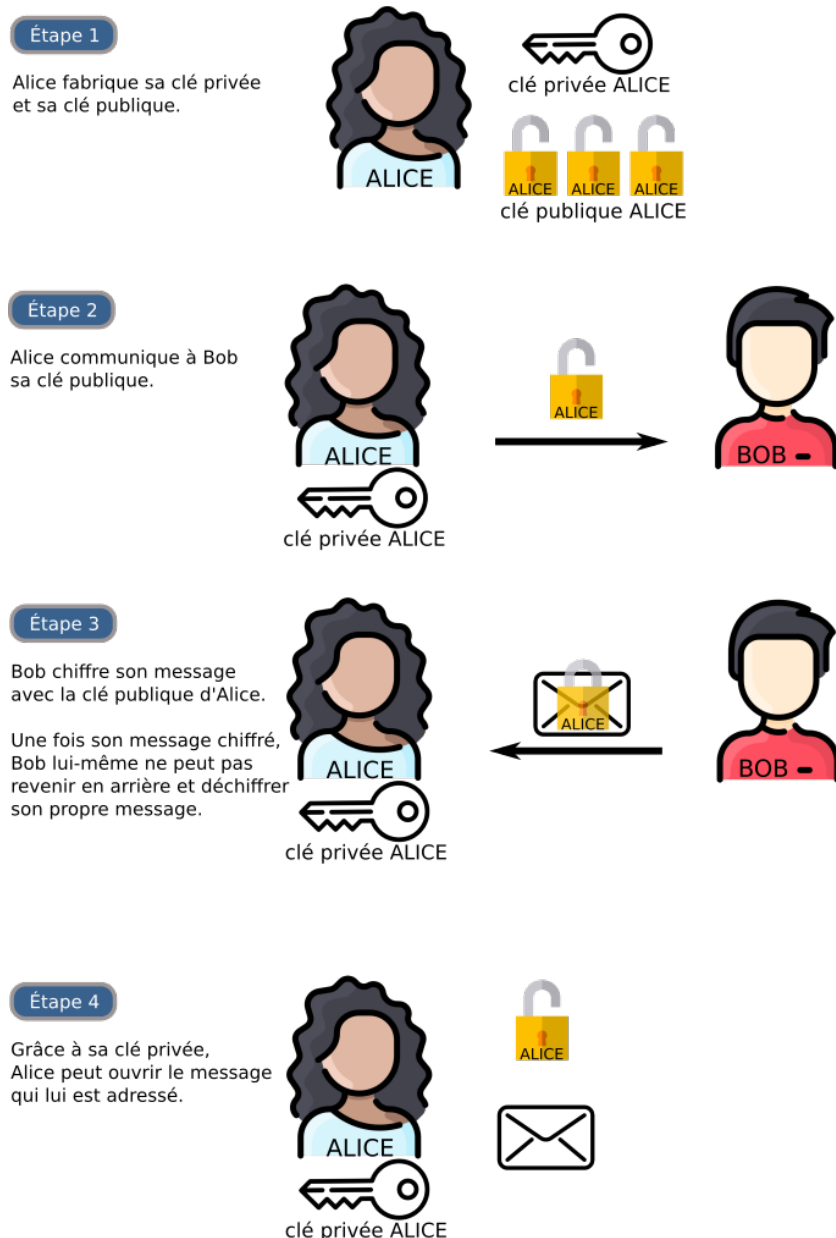 Étape 1
Alice fabrique sa clé privée
et sa clé publique.
ALICE
clé privée ALICE
ALICE ALICE ALICE
clé publique ALICE
Étape 2
Alice communique à Bob
sa clé publique.
ALICE
clé privée ALICE
ALICE
BOB
Étape 3
Bob chiffre son message
avec la clé publique d'Alice.
Une fois son message chiffré,
Bob lui-même ne peut pas
revenir en arrière et déchiffrer
son propre message.
ALICE
clé privée ALICE
ALICE
BOB
Étape 4
Grâce à sa clé privée,
Alice peut ouvrir le message
qui lui est adressé.
ALICE
clé privée ALICE
ALICE